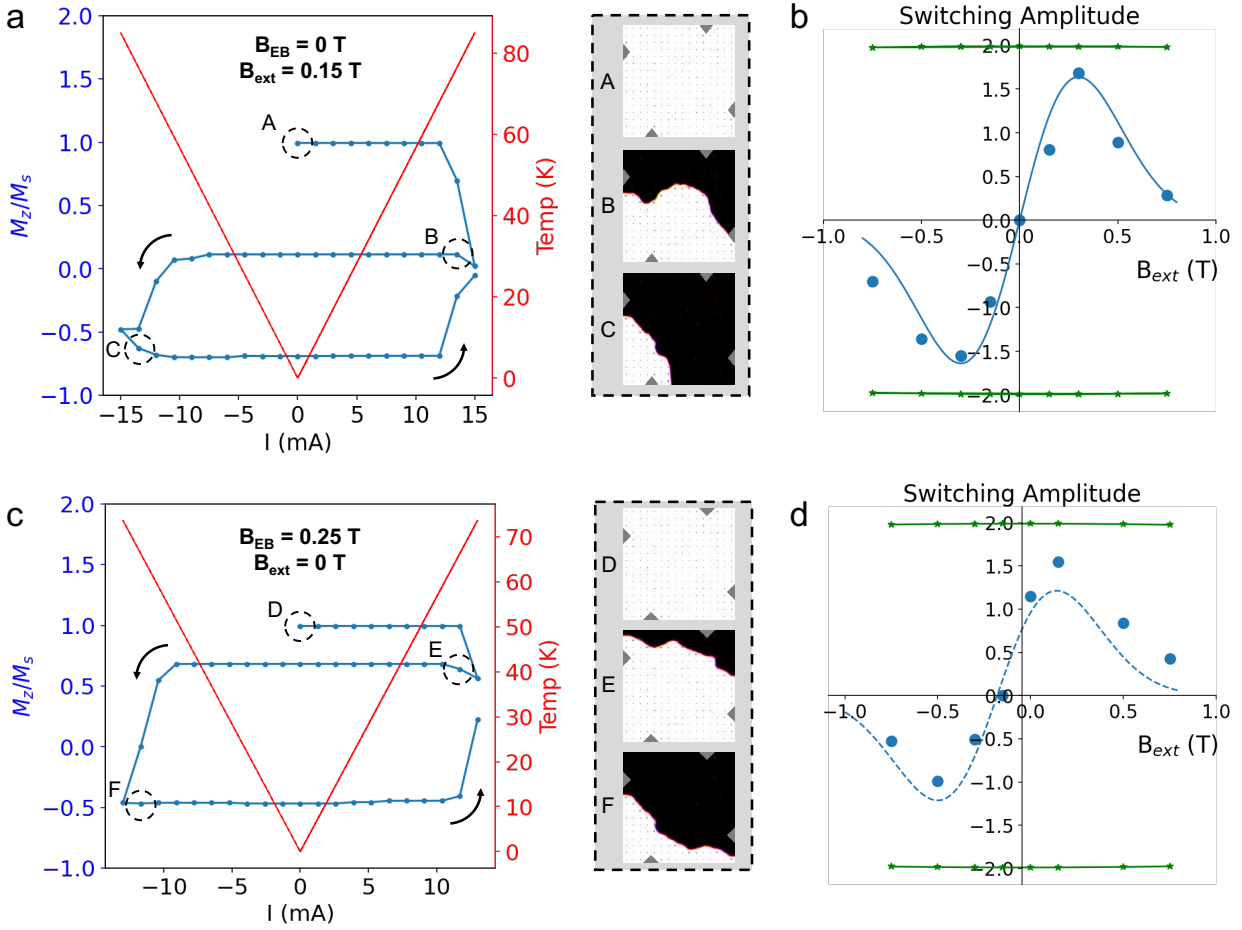 a
B_EB = 0 T
B_ext = 0.15 T
A
B
C
M_z/M_s
2.0
1.5
1.0
0.5
0.0
−0.5
−1.0
−15 −10 −5 0 5 10 15
I (mA)
80
60
40
20
0
Temp (K)
A
B
C
b
Switching Amplitude
2.0
1.5
1.0
0.5
0.0
−0.5
−1.0
−1.5
−2.0
−1.0 −0.5 0.0 0.5 1.0
B_ext (T)
c
B_EB = 0.25 T
B_ext = 0 T
D
E
F
M_z/M_s
2.0
1.5
1.0
0.5
0.0
−0.5
−1.0
−10 −5 0 5 10
I (mA)
70
60
50
40
30
20
10
0
Temp (K)
D
E
F
d
Switching Amplitude
2.0
1.5
1.0
0.5
0.0
−0.5
−1.0
−1.5
−2.0
−1.0 −0.5 0.0 0.5 1.0
B_ext (T)